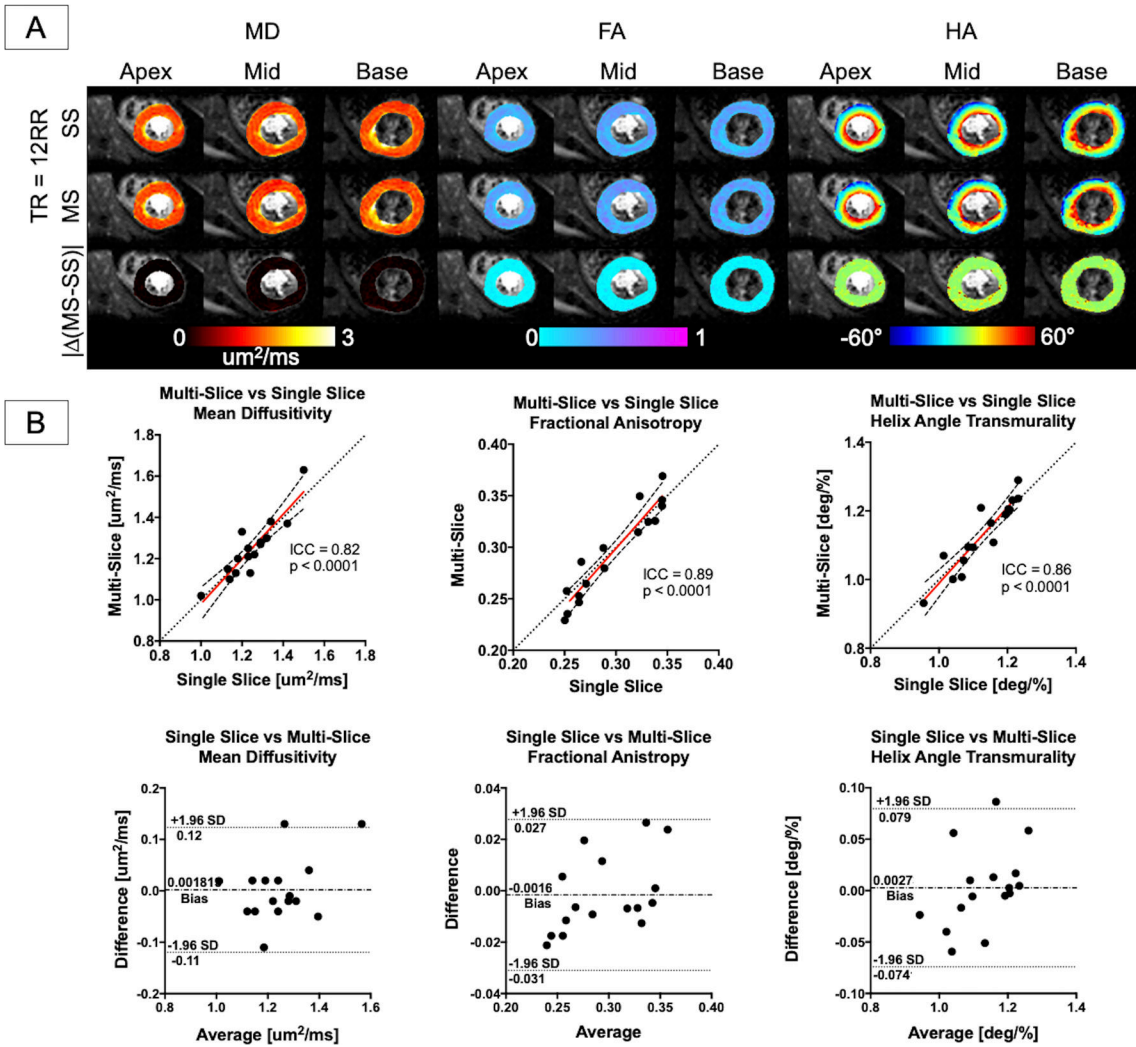 A
MD FA HA
Apex Mid Base Apex Mid Base Apex Mid Base
TR = 12RR
SS
MS
|Δ(MS-SS)|
0 3 0 1 -60° 60°
um²/ms
B
Multi-Slice vs Single Slice
Mean Diffusitivity
Multi-Slice [um²/ms]
1.8
1.6
1.4
1.2
1.0
0.8
0.8 1.0 1.2 1.4 1.6 1.8
ICC = 0.82
p < 0.0001
Single Slice [um²/ms]
Multi-Slice vs Single Slice
Fractional Anisotropy
Multi-Slice
0.40
0.35
0.30
0.25
0.20
0.20 0.25 0.30 0.35 0.40
ICC = 0.89
p < 0.0001
Single Slice
Multi-Slice vs Single Slice
Helix Angle Transmurality
Multi-Slice [deg/%]
1.4
1.2
1.0
0.8
0.8 1.0 1.2 1.4
ICC = 0.86
p < 0.0001
Single Slice [deg/%]
Single Slice vs Multi-Slice
Mean Diffusitivity
Difference [um²/ms]
0.2
0.1
0.0
-0.1
-0.2
+1.96 SD
0.12
0.001819
Bias
-1.96 SD
-0.11
0.8 1.0 1.2 1.4 1.6
Average [um²/ms]
Single Slice vs Multi-Slice
Fractional Anistropy
Difference
0.04
0.02
-0.00
-0.02
-0.04
+1.96 SD
0.027
-0.0016
Bias
-1.96 SD
-0.031
0.20 0.25 0.30 0.35 0.40
Average
Single Slice vs Multi-Slice
Helix Angle Transmurality
Difference [deg/%]
0.10
0.05
0.00
-0.05
-0.10
+1.96 SD
0.079
0.0027
Bias
-1.96 SD
-0.074
0.8 1.0 1.2 1.4
Average [deg/%]